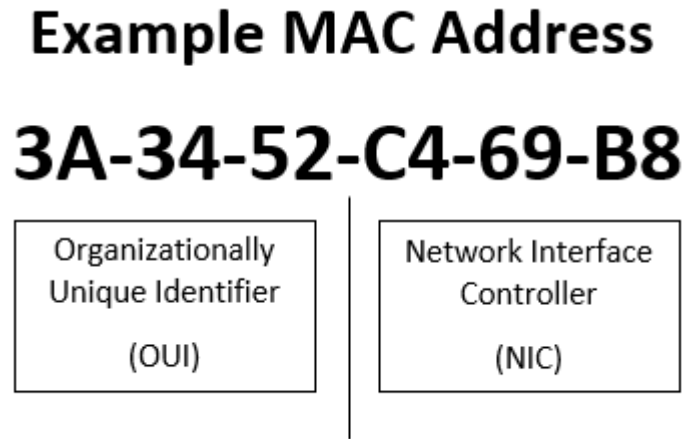 Example MAC Address
3A-34-52-C4-69-B8
Organizationally
Unique Identifier
(OUI)
Network Interface
Controller
(NIC)